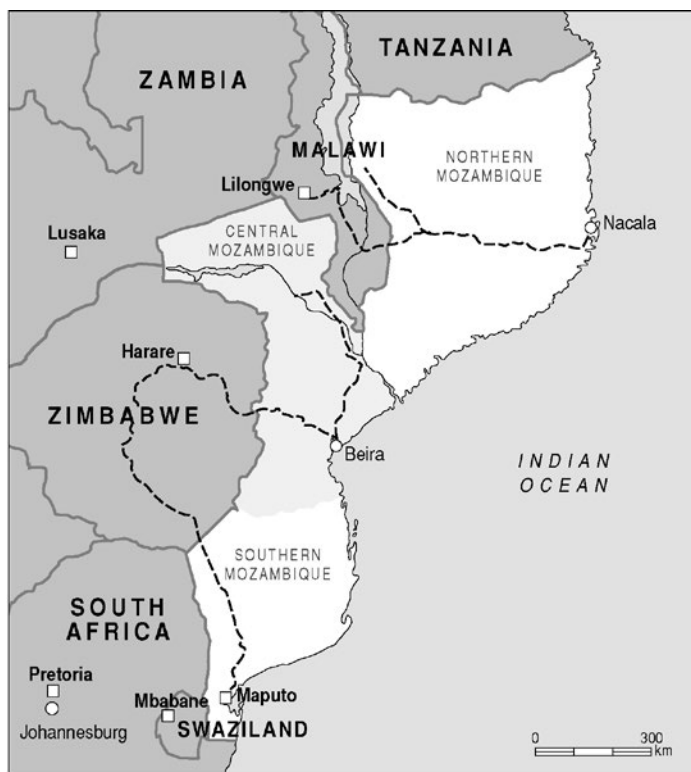 TANZANIA
ZAMBIA
MALAWI
NORTHERN
MOZAMBIQUE
Lilongwe
Nacala
CENTRAL
MOZAMBIQUE
Lusaka
Harare
ZIMBABWE
Beira
INDIAN
OCEAN
SOUTHERN
MOZAMBIQUE
SOUTH
AFRICA
Pretoria
Mbabane
Maputo
Johannesburg
SWAZILAND
0
300
km